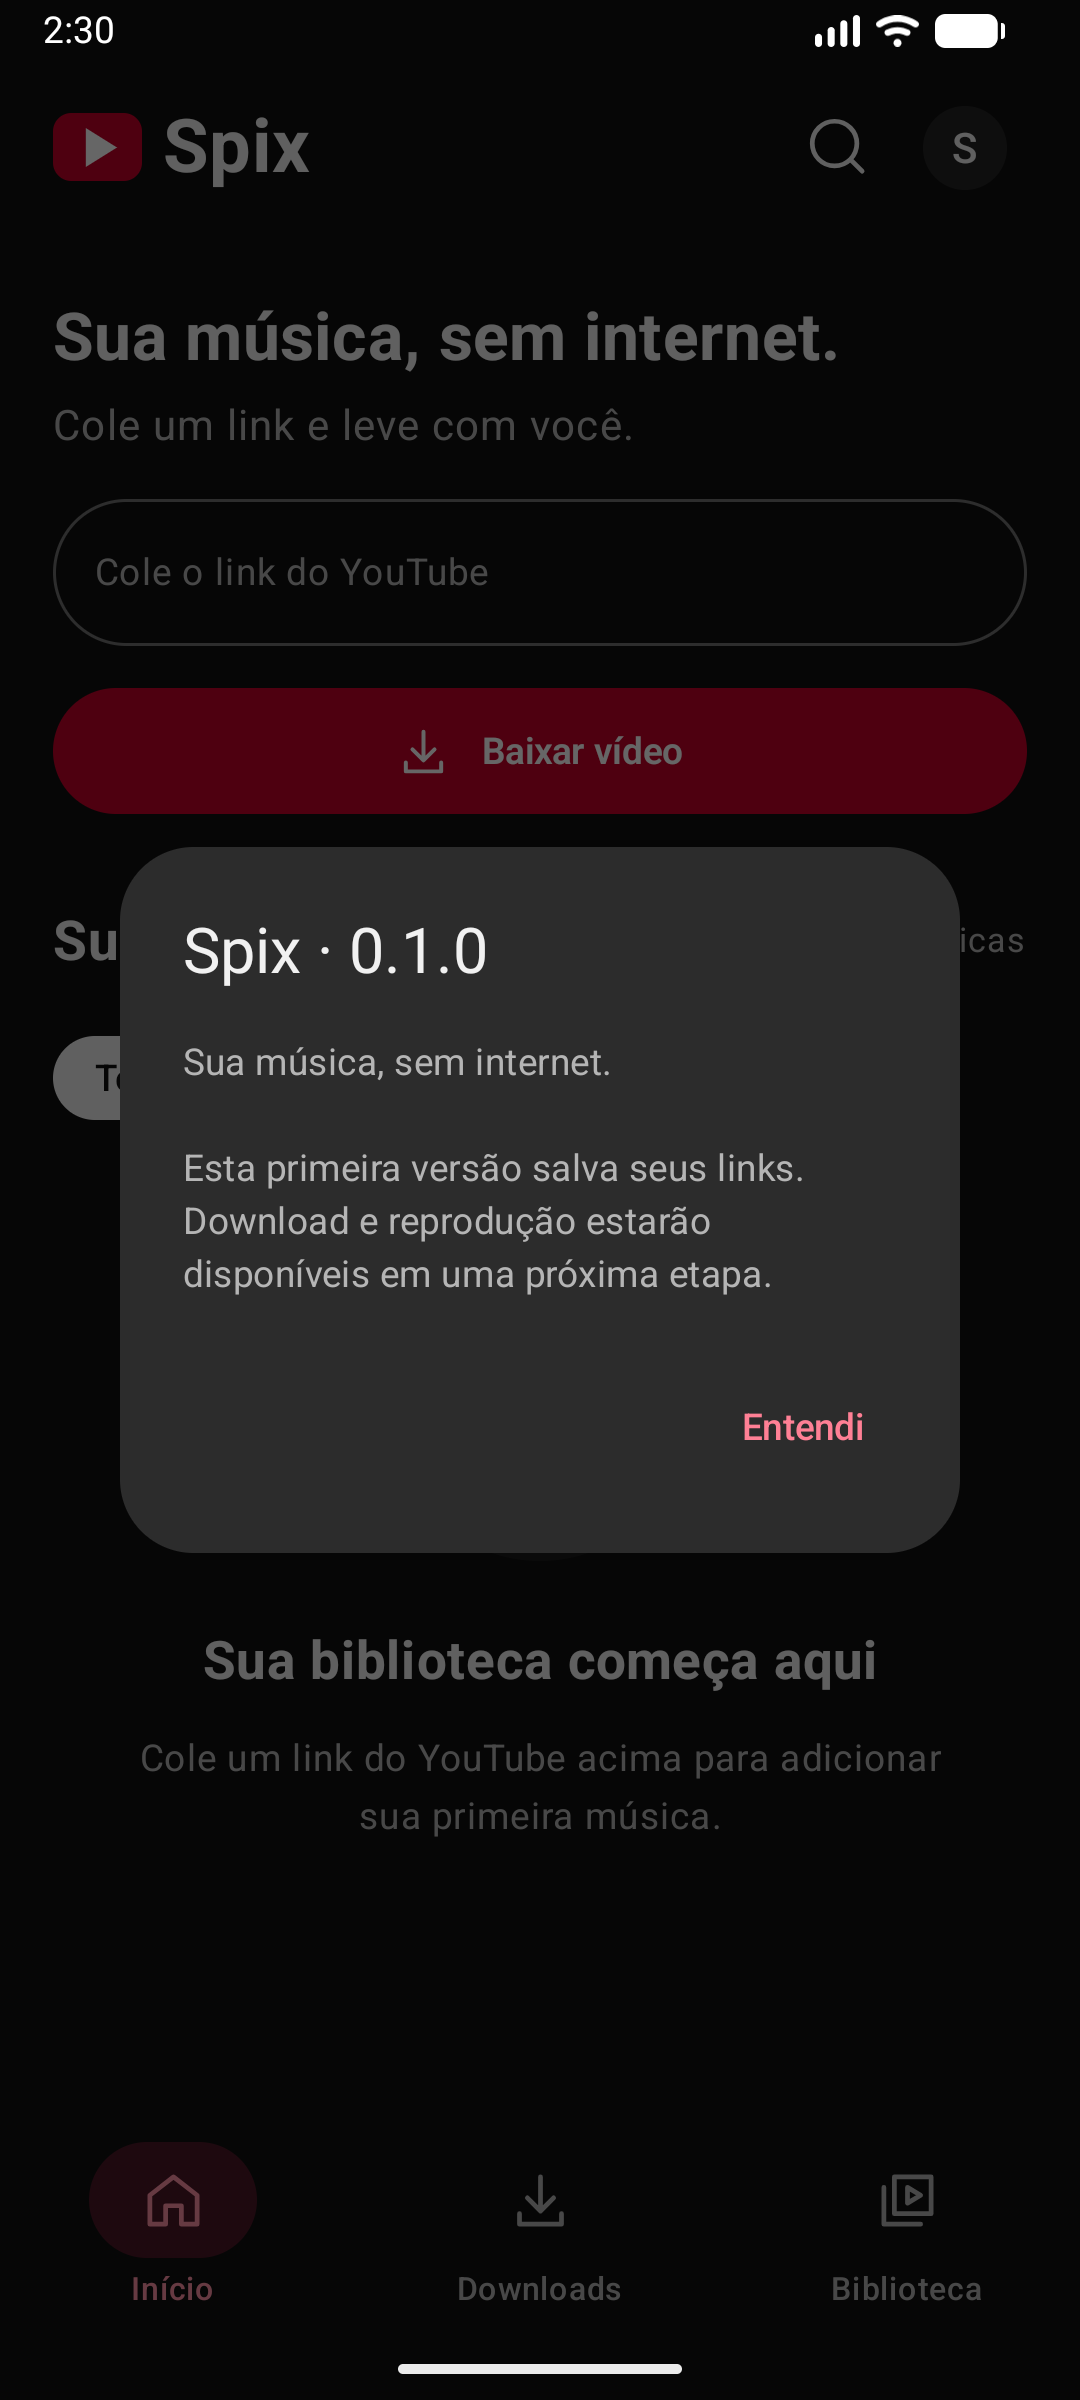 2:30
Spix
S
Sua música, sem internet.
Cole um link e leve com você.
Cole o link do YouTube
Baixar vídeo
Spix · 0.1.0
Sua música, sem internet.
Esta primeira versão salva seus links.
Download e reprodução estarão
disponíveis em uma próxima etapa.
Entendi
Sua biblioteca começa aqui
Cole um link do YouTube acima para adicionar
sua primeira música.
Início
Downloads
Biblioteca